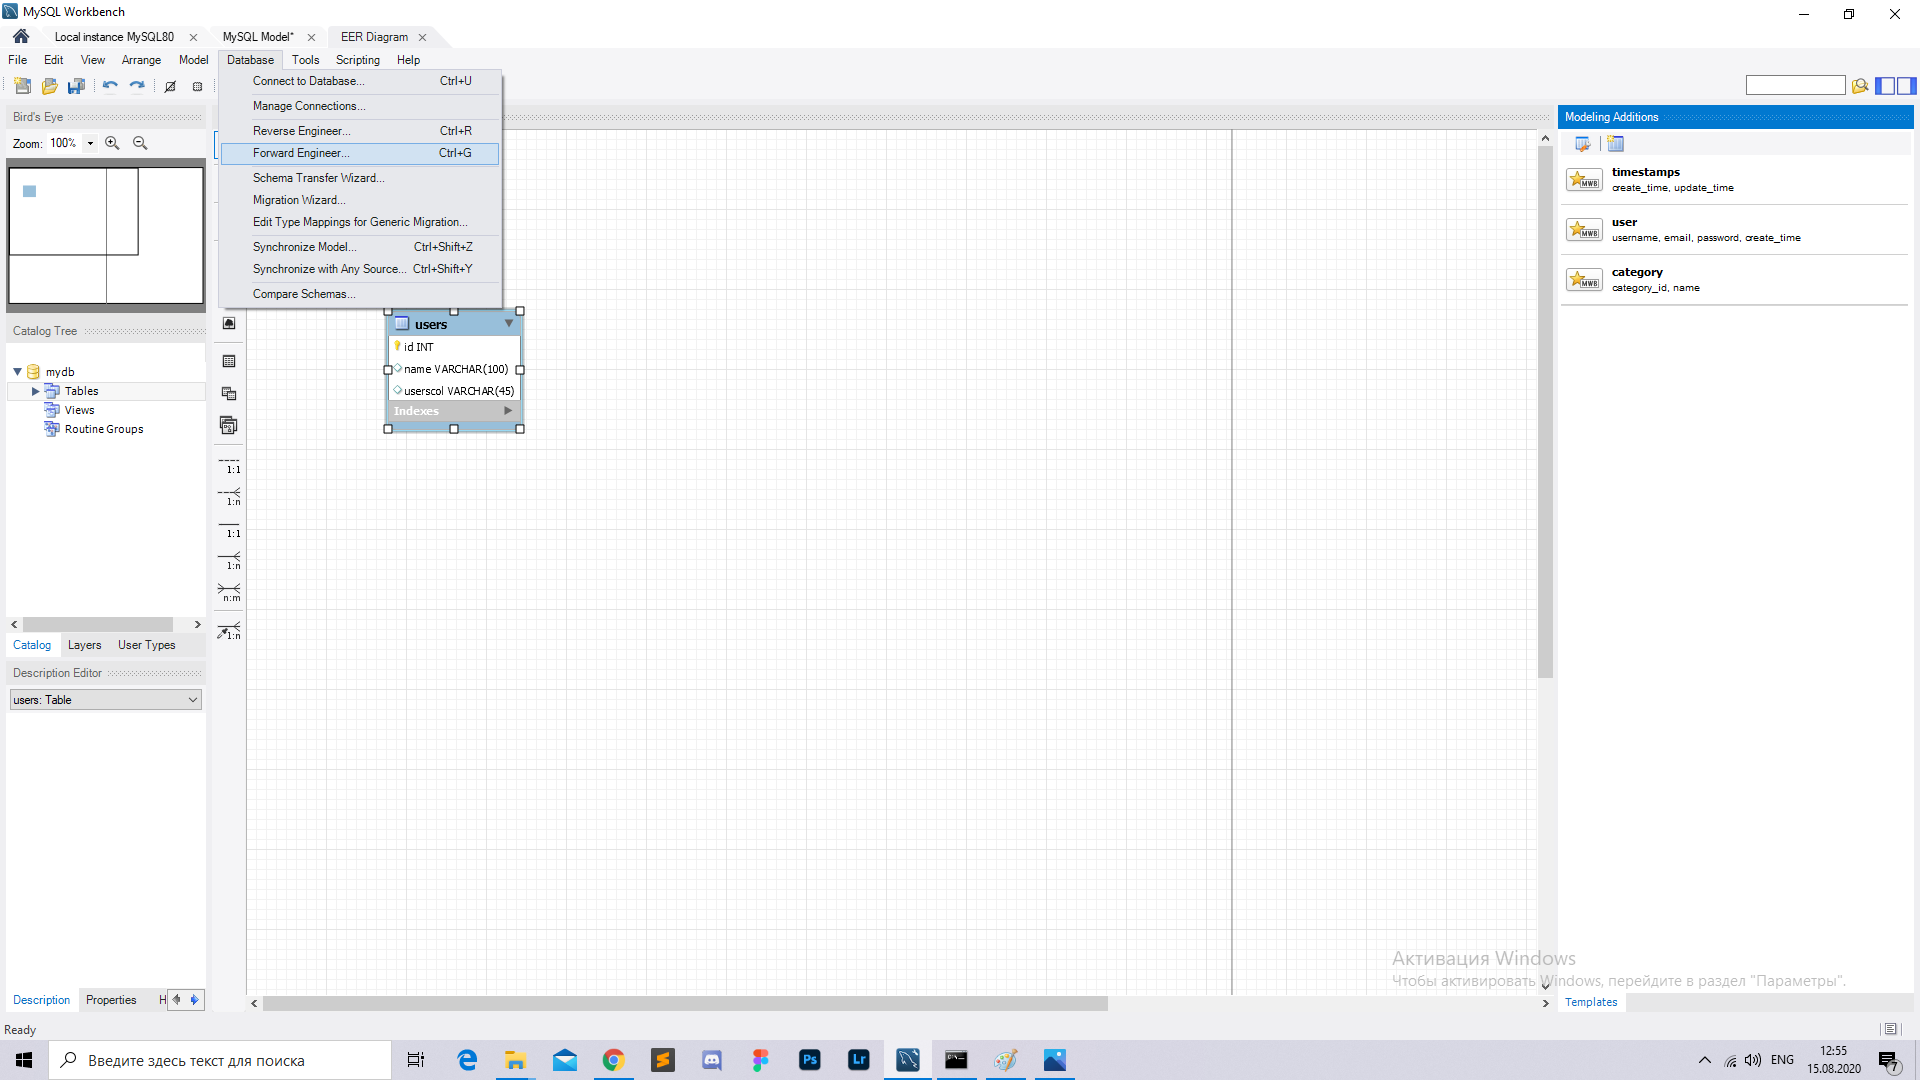 MySQL Workbench
Local instance MySQL80
MySQL Model*
EER Diagram
File Edit View Arrange Model Database Tools Scripting Help
Connect to Database... Ctrl+U
Manage Connections...
Reverse Engineer... Ctrl+R
Forward Engineer... Ctrl+G
Schema Transfer Wizard...
Migration Wizard...
Edit Type Mappings for Generic Migration...
Synchronize Model... Ctrl+Shift+Z
Synchronize with Any Source... Ctrl+Shift+Y
Compare Schemas...
Bird's Eye
Zoom: 100%
Catalog Tree
mydb
Tables
Views
Routine Groups
Catalog Layers User Types
Description Editor
users: Table
Description Properties H
1:1
1:n
1:1
1:n
n:m
1:n
users
id INT
name VARCHAR(100)
userscol VARCHAR(45)
Indexes
Modeling Additions
MWB
timestamps
create_time, update_time
MWB
user
username, email, password, create_time
MWB
category
category_id, name
Templates
Активация Windows
Чтобы активировать Windows, перейдите в раздел "Параметры".
Ready
Введите здесь текст для поиска
Ps
Lr
ENG
12:55
15.08.2020
7